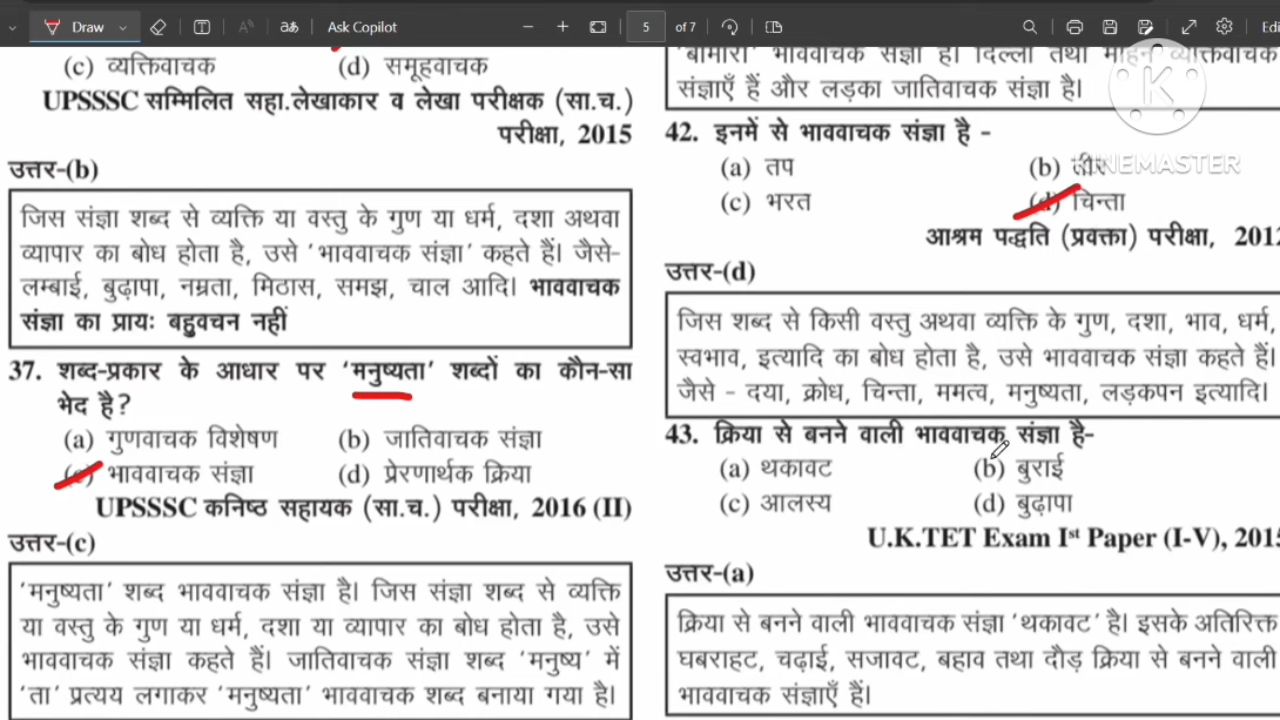 Draw
Ask Copilot
5 of 7
Edi
(c) व्यक्तिवाचक (d) समूहवाचक
UPSSSC सम्मिलित सहा.लेखाकार व लेखा परीक्षक (सा.च.)
परीक्षा, 2015
उत्तर-(b)
जिस संज्ञा शब्द से व्यक्ति या वस्तु के गुण या धर्म, दशा अथवा
व्यापार का बोध होता है, उसे 'भाववाचक संज्ञा' कहते हैं। जैसे-
लम्बाई, बुढ़ापा, नम्रता, मिठास, समझ, चाल आदि। भाववाचक
संज्ञा का प्रायः बहुवचन नहीं
37. शब्द-प्रकार के आधार पर 'मनुष्यता' शब्दों का कौन-सा
भेद है?
(a) गुणवाचक विशेषण (b) जातिवाचक संज्ञा
(c) भाववाचक संज्ञा (d) प्रेरणार्थक क्रिया
UPSSSC कनिष्ठ सहायक (सा.च.) परीक्षा, 2016 (II)
उत्तर-(c)
'मनुष्यता' शब्द भाववाचक संज्ञा है। जिस संज्ञा शब्द से व्यक्ति
या वस्तु के गुण या धर्म, दशा या व्यापार का बोध होता है, उसे
भाववाचक संज्ञा कहते हैं। जातिवाचक संज्ञा शब्द 'मनुष्य' में
'ता' प्रत्यय लगाकर 'मनुष्यता' भाववाचक शब्द बनाया गया है।
'बीमारी' भाववाचक संज्ञा है। दिल्ली तथा मोहन व्यक्तिवाचक
संज्ञाएँ हैं और लड़का जातिवाचक संज्ञा है।
42. इनमें से भाववाचक संज्ञा है -
(a) तप (b) तीर
(c) भरत (d) चिन्ता
आश्रम पद्धति (प्रवक्ता) परीक्षा, 2012
उत्तर-(d)
जिस शब्द से किसी वस्तु अथवा व्यक्ति के गुण, दशा, भाव, धर्म,
स्वभाव, इत्यादि का बोध होता है, उसे भाववाचक संज्ञा कहते हैं।
जैसे - दया, क्रोध, चिन्ता, ममत्व, मनुष्यता, लड़कपन इत्यादि।
43. क्रिया से बनने वाली भाववाचक संज्ञा है-
(a) थकावट (b) बुराई
(c) आलस्य (d) बुढ़ापा
U.K.TET Exam Ist Paper (I-V), 2015
उत्तर-(a)
क्रिया से बनने वाली भाववाचक संज्ञा 'थकावट' है। इसके अतिरिक्त
घबराहट, चढ़ाई, सजावट, बहाव तथा दौड़ क्रिया से बनने वाली
भाववाचक संज्ञाएँ हैं।
K
KINEMASTER